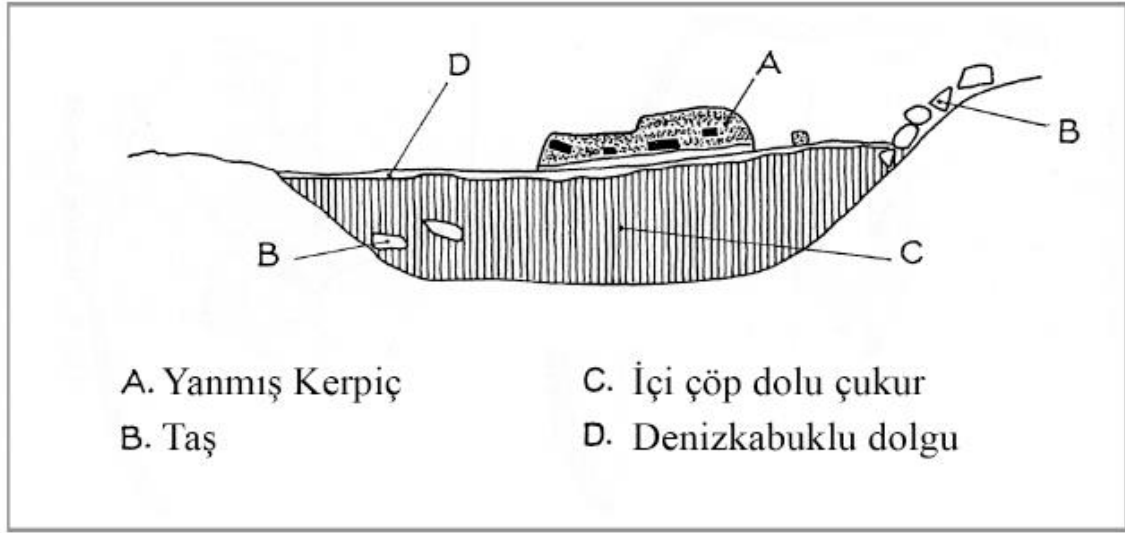 D
A
B
B
C
A. Yanmış Kerpiç
B. Taş
C. İçi çöp dolu çukur
D. Denizkabuklu dolgu